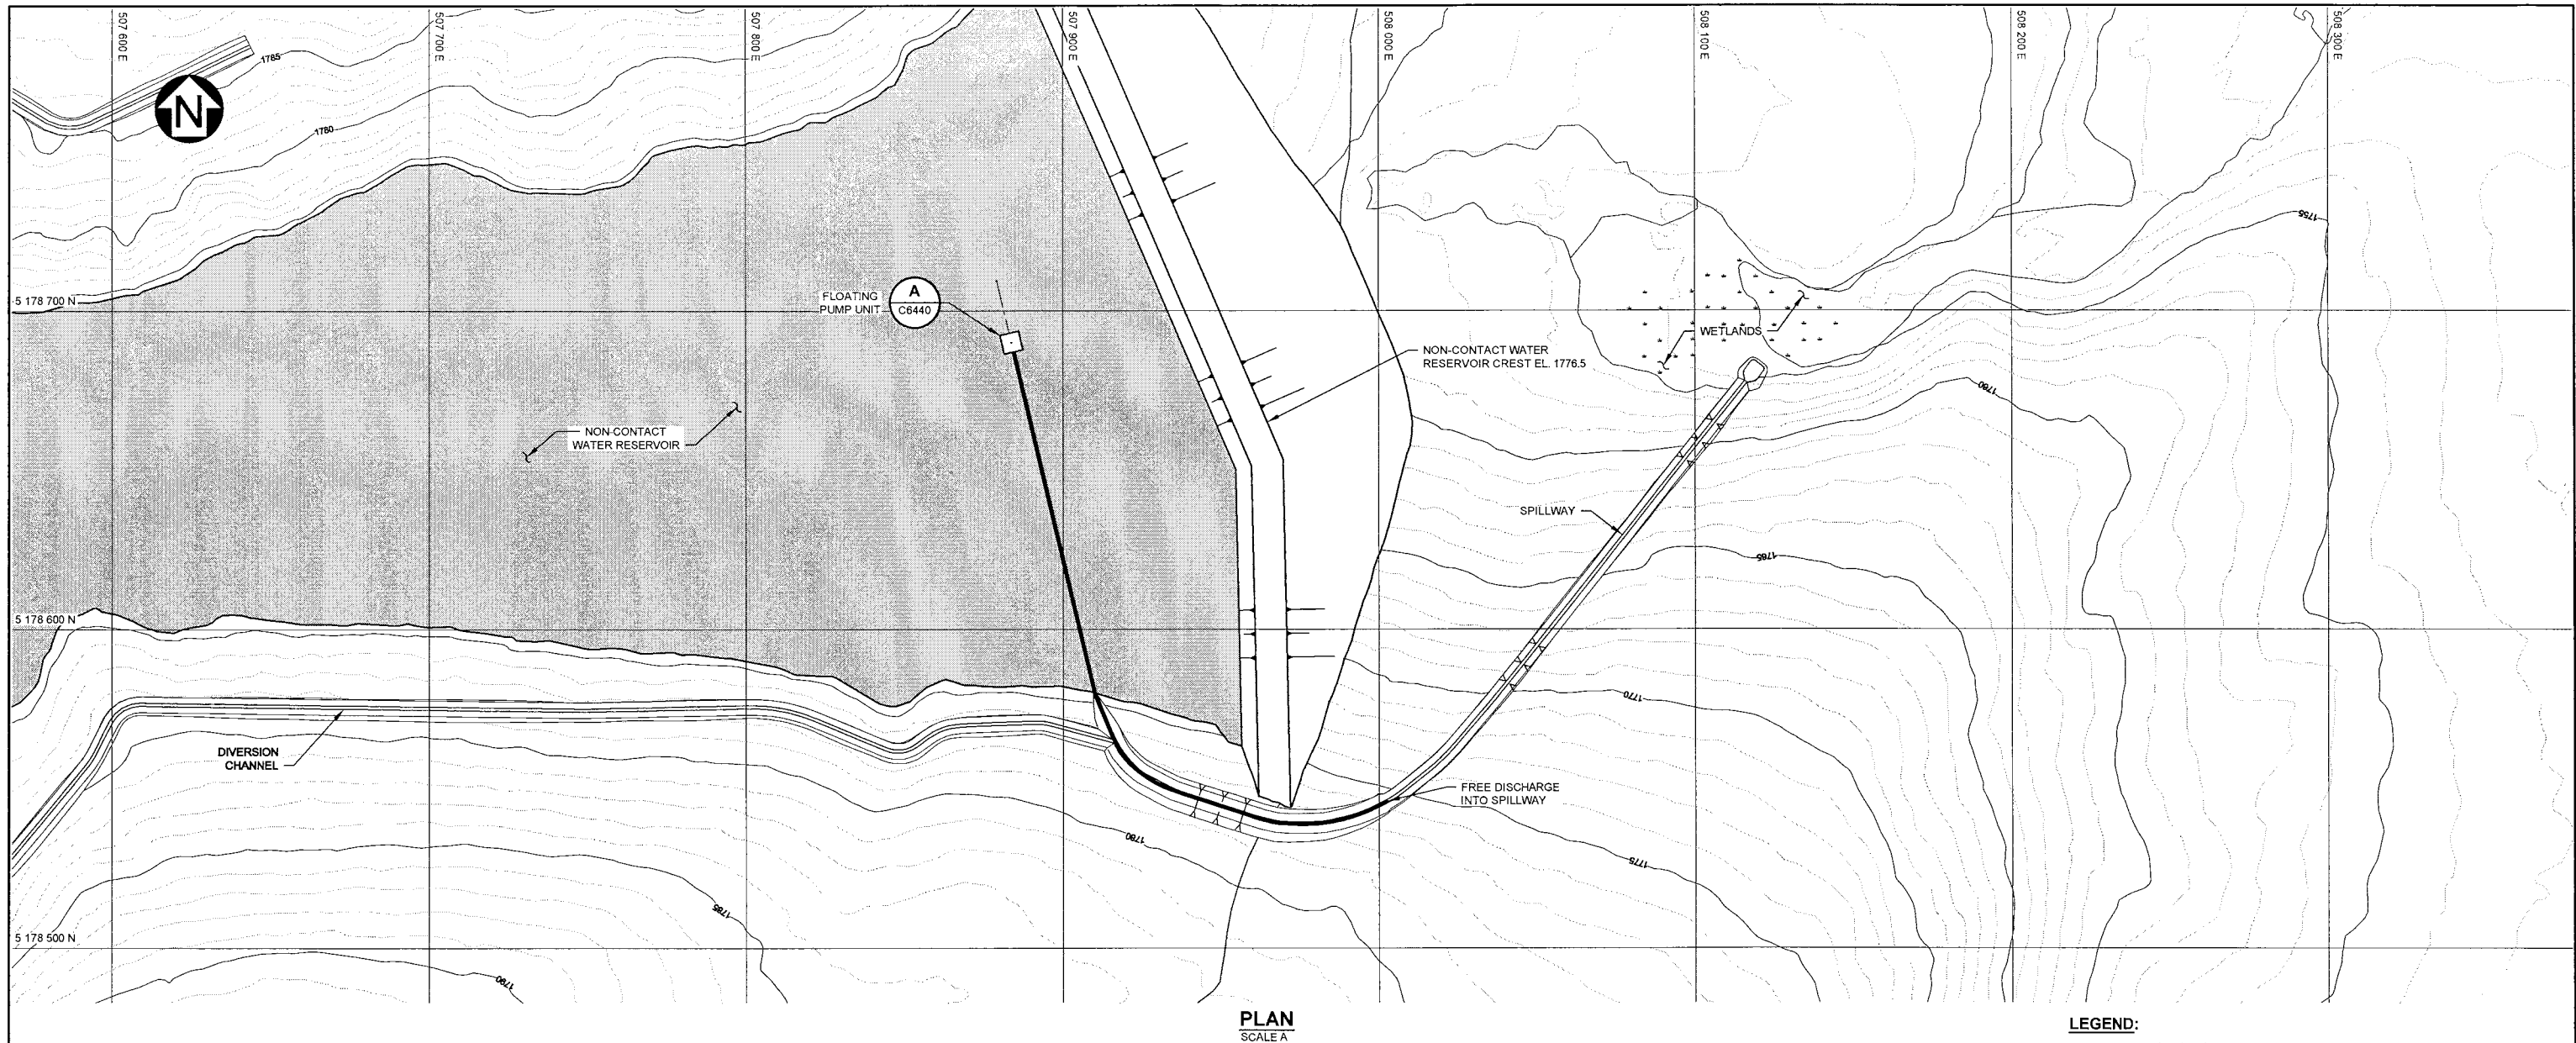 507 600 E
507 700 E
507 800 E
507 900 E
508 000 E
508 100 E
508 200 E
508 300 E
1785
N
1780
1755
5 178 700 N
FLOATING
PUMP UNIT
A
C6440
WETLANDS
NON-CONTACT WATER
RESERVOIR CREST EL. 1776.5
1760
NON-CONTACT
WATER RESERVOIR
SPILLWAY
1765
5 178 600 N
1770
DIVERSION
CHANNEL
FREE DISCHARGE
INTO SPILLWAY
1780
1775
1785
5 178 500 N
1790
PLAN
SCALE A
LEGEND: